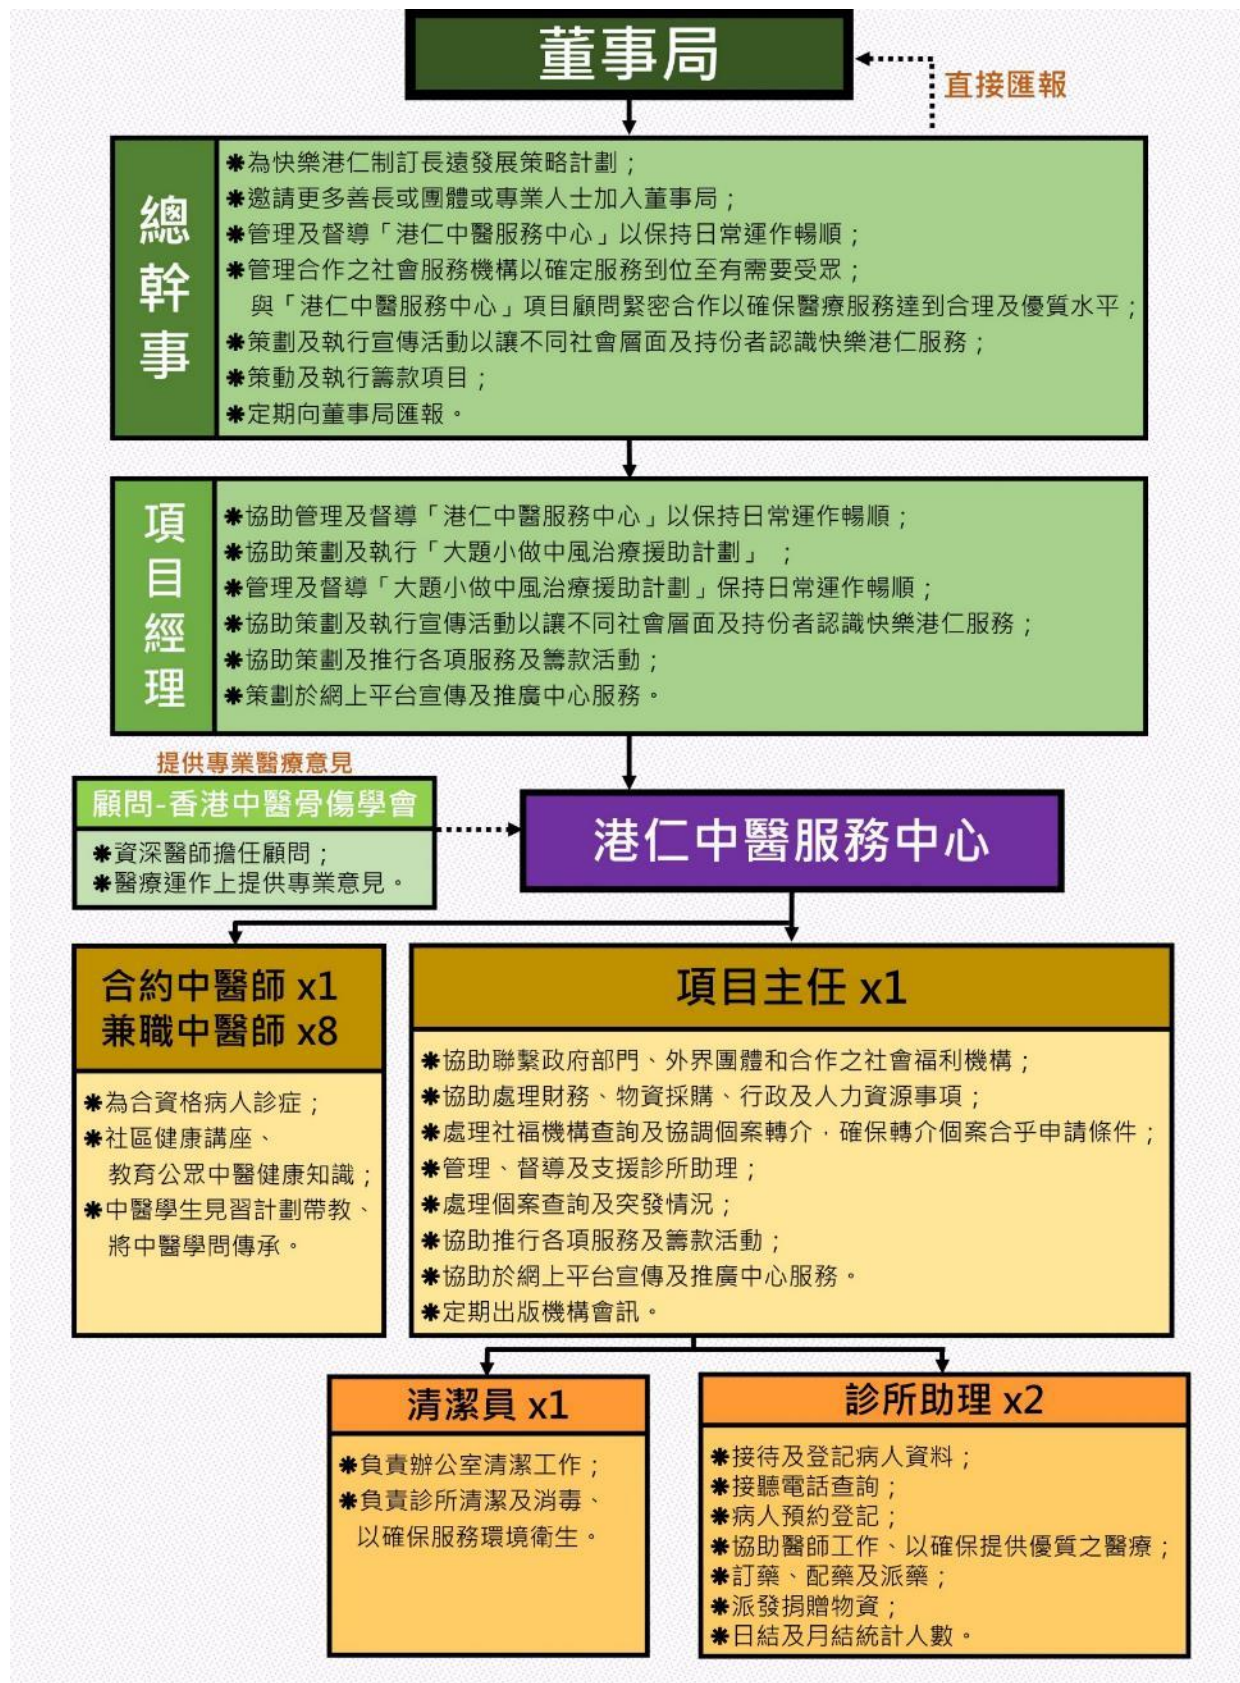 董事局
直接匯報
總幹事
✱為快樂港仁制訂長遠發展策略計劃；
✱邀請更多善長或團體或專業人士加入董事局；
✱管理及督導「港仁中醫服務中心」以保持日常運作暢順；
✱管理合作之社會服務機構以確定服務到位至有需要受眾；
與「港仁中醫服務中心」項目顧問緊密合作以確保醫療服務達到合理及優質水平；
✱策劃及執行宣傳活動以讓不同社會層面及持份者認識快樂港仁服務；
✱策動及執行籌款項目；
✱定期向董事局匯報。
項目經理
✱協助管理及督導「港仁中醫服務中心」以保持日常運作暢順；
✱協助策劃及執行「大題小做中風治療援助計劃」；
✱管理及督導「大題小做中風治療援助計劃」保持日常運作暢順；
✱協助策劃及執行宣傳活動以讓不同社會層面及持份者認識快樂港仁服務；
✱協助策劃及推行各項服務及籌款活動；
✱策劃於網上平台宣傳及推廣中心服務。
提供專業醫療意見
顧問-香港中醫骨傷學會
✱資深醫師擔任顧問；
✱醫療運作上提供專業意見。
港仁中醫服務中心
合約中醫師 x1
兼職中醫師 x8
✱為合資格病人診症；
✱社區健康講座、
教育公眾中醫健康知識；
✱中醫學生見習計劃帶教、
將中醫學問傳承。
項目主任 x1
✱協助聯繫政府部門、外界團體和合作之社會福利機構；
✱協助處理財務、物資採購、行政及人力資源事項；
✱處理社福機構查詢及協調個案轉介，確保轉介個案合乎申請條件；
✱管理、督導及支援診所助理；
✱處理個案查詢及突發情況；
✱協助推行各項服務及籌款活動；
✱協助於網上平台宣傳及推廣中心服務。
✱定期出版機構會訊。
清潔員 x1
✱負責辦公室清潔工作；
✱負責診所清潔及消毒、
以確保服務環境衛生。
診所助理 x2
✱接待及登記病人資料；
✱接聽電話查詢；
✱病人預約登記；
✱協助醫師工作、以確保提供優質之醫療；
✱訂藥、配藥及派藥；
✱派發捐贈物資；
✱日結及月結統計人數。